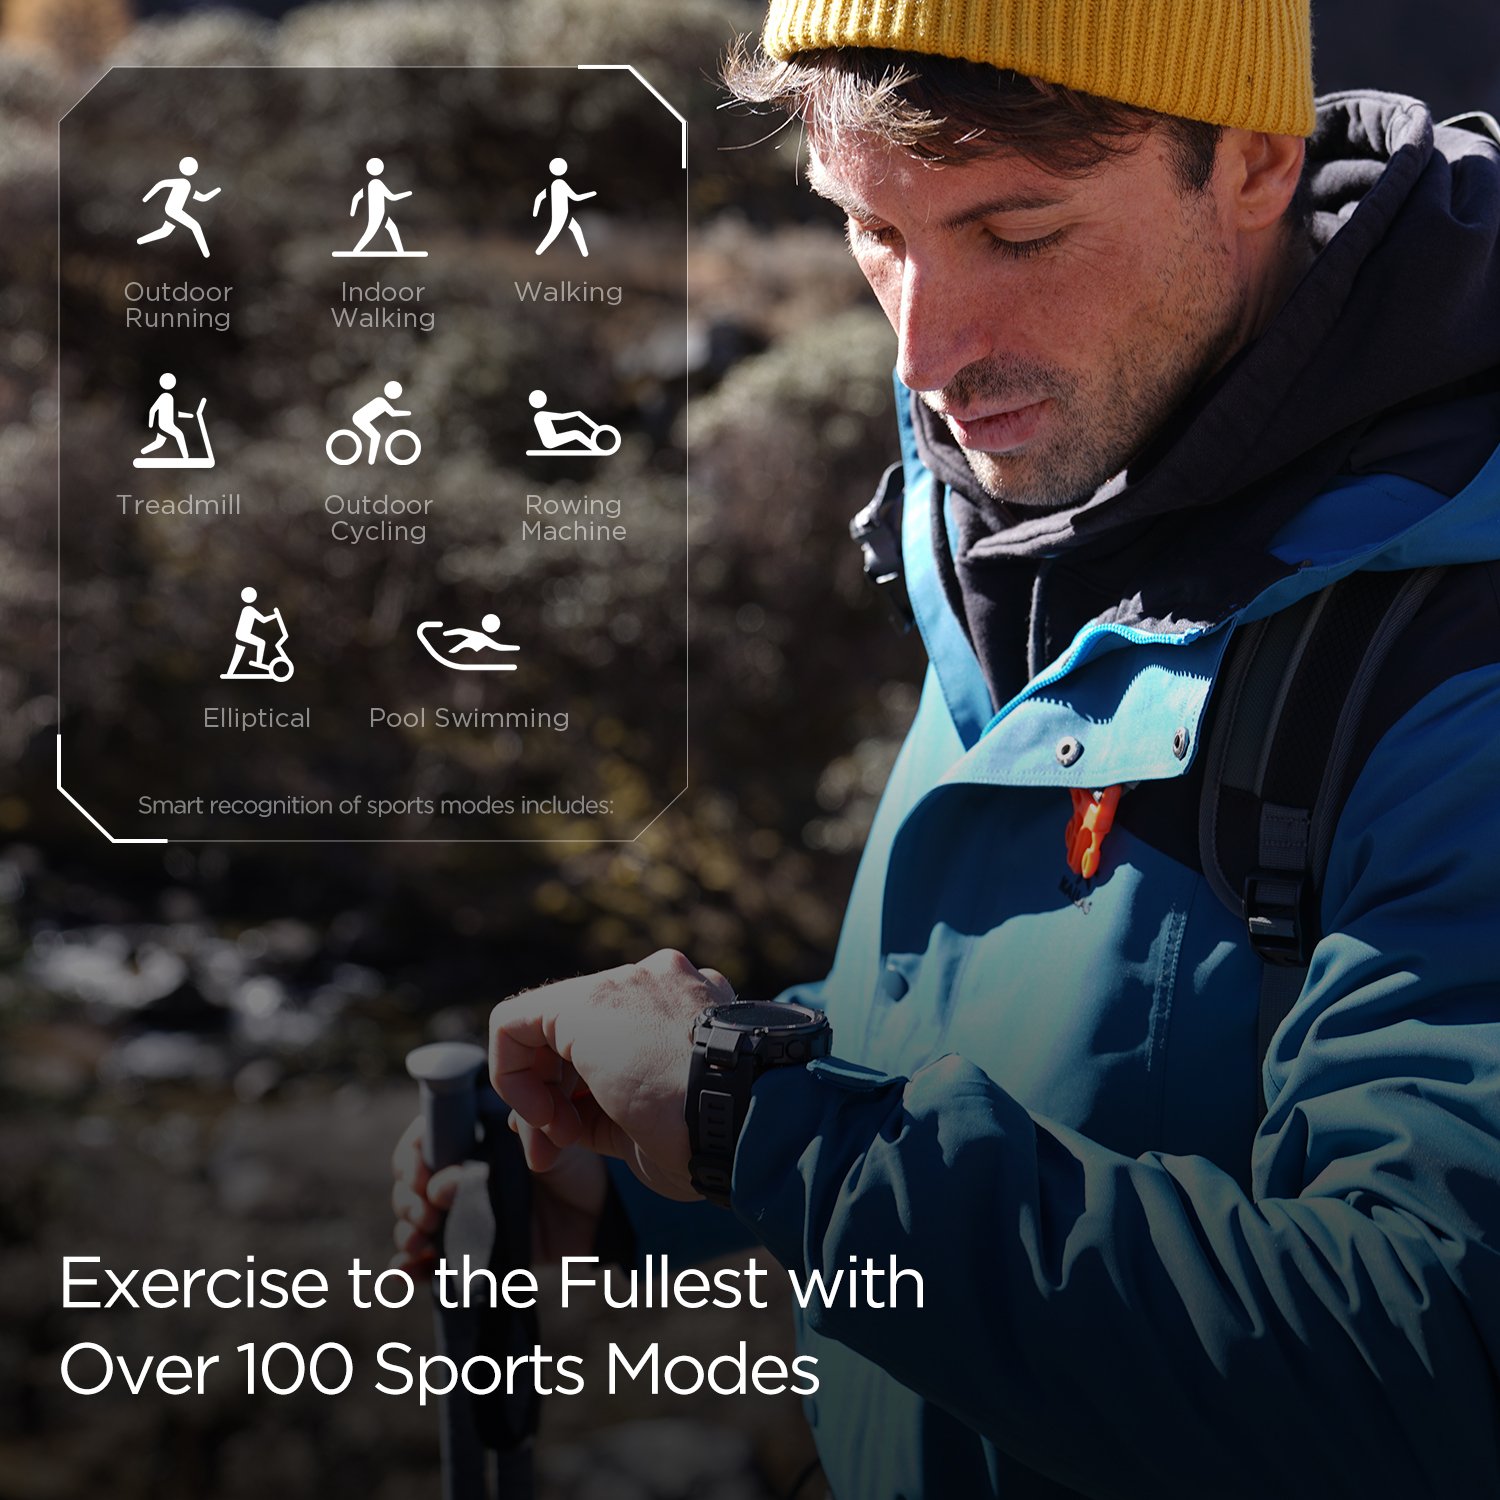 Outdoor
Running
Indoor
Walking
Walking
Treadmill
Outdoor
Cycling
Rowing
Machine
Elliptical
Pool Swimming
Smart recognition of sports modes includes:
Exercise to the Fullest with
Over 100 Sports Modes